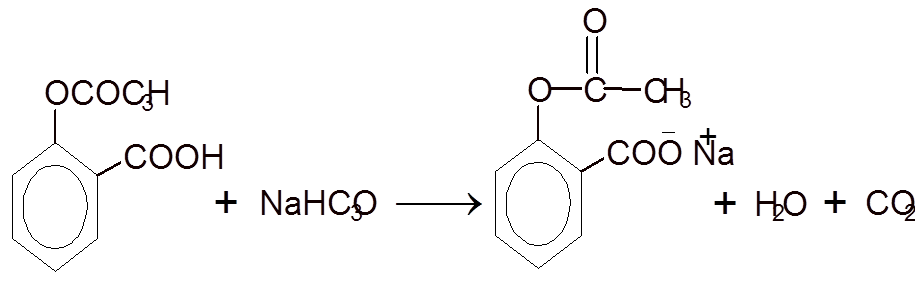 O
OCOCH3
O C CH3
COOH
COO⁻ Na⁺
+ NaHCO3 + H2O + CO2